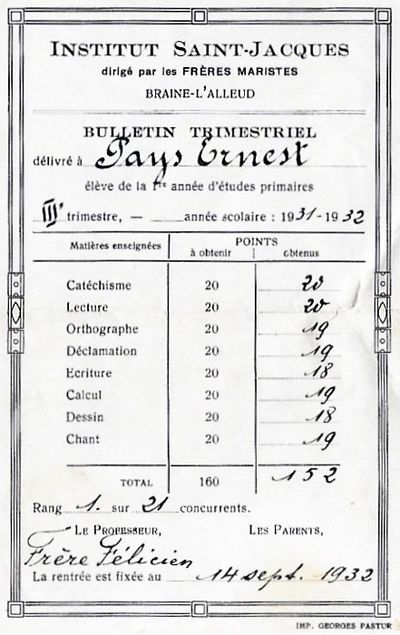 INSTITUT SAINT-JACQUES
dirigé par les FRÈRES MARISTES
BRAINE-L'ALLEUD
BULLETIN TRIMESTRIEL
délivré à Pays Ernest
élève de la 1re année d'études primaires
IIIe trimestre, — année scolaire : 1931-1932
Matières enseignées POINTS
à obtenir obtenus
Catéchisme 20 20
Lecture 20 20
Orthographe 20 19
Déclamation 20 19
Ecriture 20 18
Calcul 20 19
Dessin 20 18
Chant 20 19
TOTAL 160 152
Rang 1. sur 21 concurrents.
LE PROFESSEUR, LES PARENTS,
Frère Félicien
La rentrée est fixée au 14 sept. 1932
IMP. GEORGES PASTUR